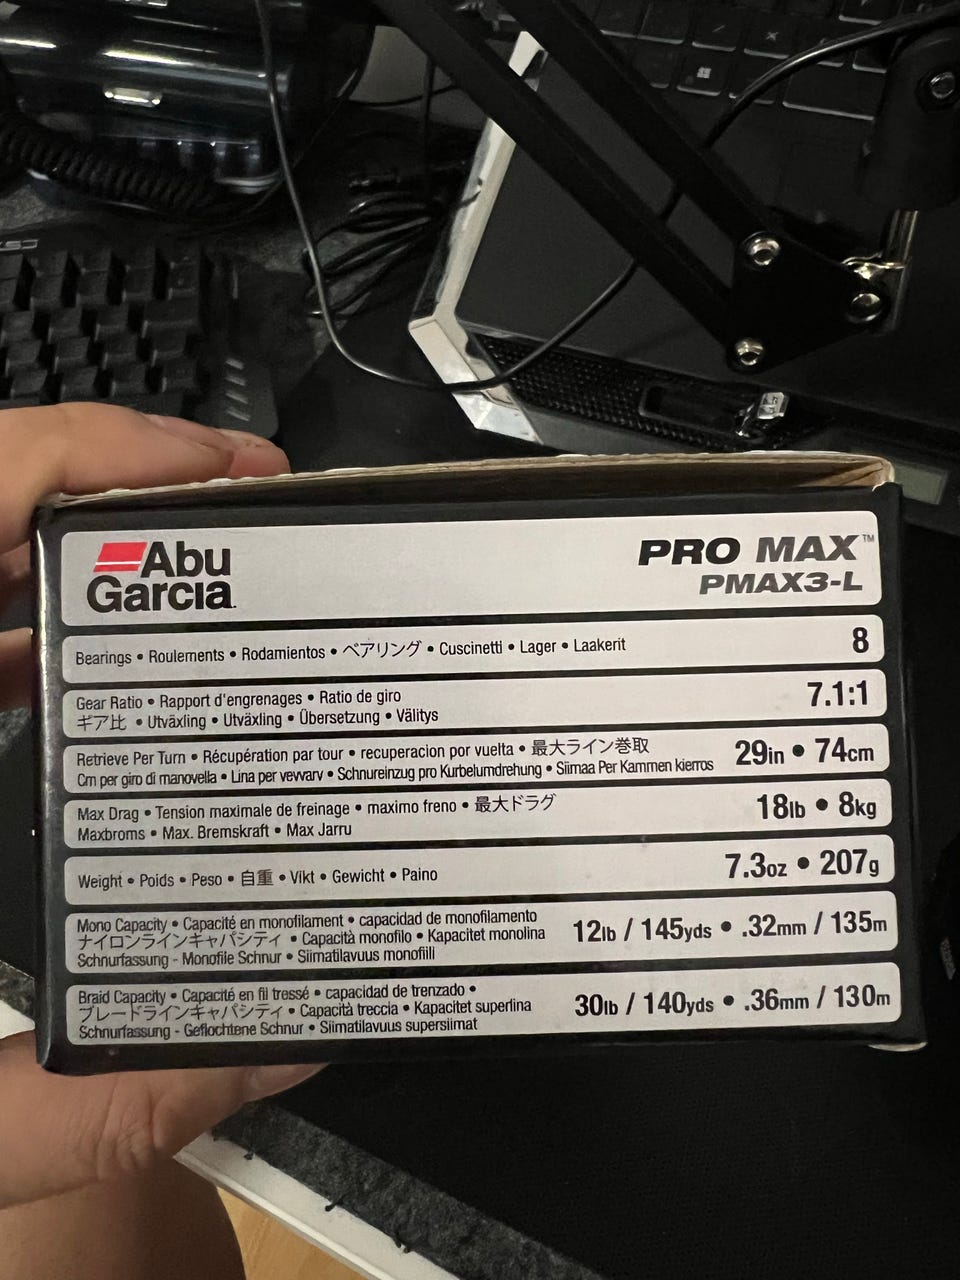 Abu
Garcia
PRO MAX™
PMAX3-L
Bearings • Roulements • Rodamientos • ベアリング • Cuscinetti • Lager • Laakerit
8
Gear Ratio • Rapport d'engrenages • Ratio de giro
ギア比 • Utväxling • Utväxling • Übersetzung • Välitys
7.1:1
Retrieve Per Turn • Récupération par tour • recuperacion por vuelta • 最大ライン巻取
Cm per giro di manovella • Lina per vevvarv • Schnureinzug pro Kurbelumdrehung • Siimaa Per Kammen kierros
29in • 74cm
Max Drag • Tension maximale de freinage • maximo freno • 最大ドラグ
Maxbroms • Max. Bremskraft • Max Jarru
18lb • 8kg
Weight • Poids • Peso • 自重 • Vikt • Gewicht • Paino
7.3oz • 207g
Mono Capacity • Capacité en monofilament • capacidad de monofilamento
ナイロンラインキャパシティ • Capacità monofilo • Kapacitet monolina
Schnurfassung - Monofile Schnur • Siimatilavuus monofiili
12lb / 145yds • .32mm / 135m
Braid Capacity • Capacité en fil tressé • capacidad de trenzado •
ブレードラインキャパシティ • Capacità treccia • Kapacitet superlina
Schnurfassung - Geflochtene Schnur • Siimatilavuus supersiimat
30lb / 140yds • .36mm / 130m